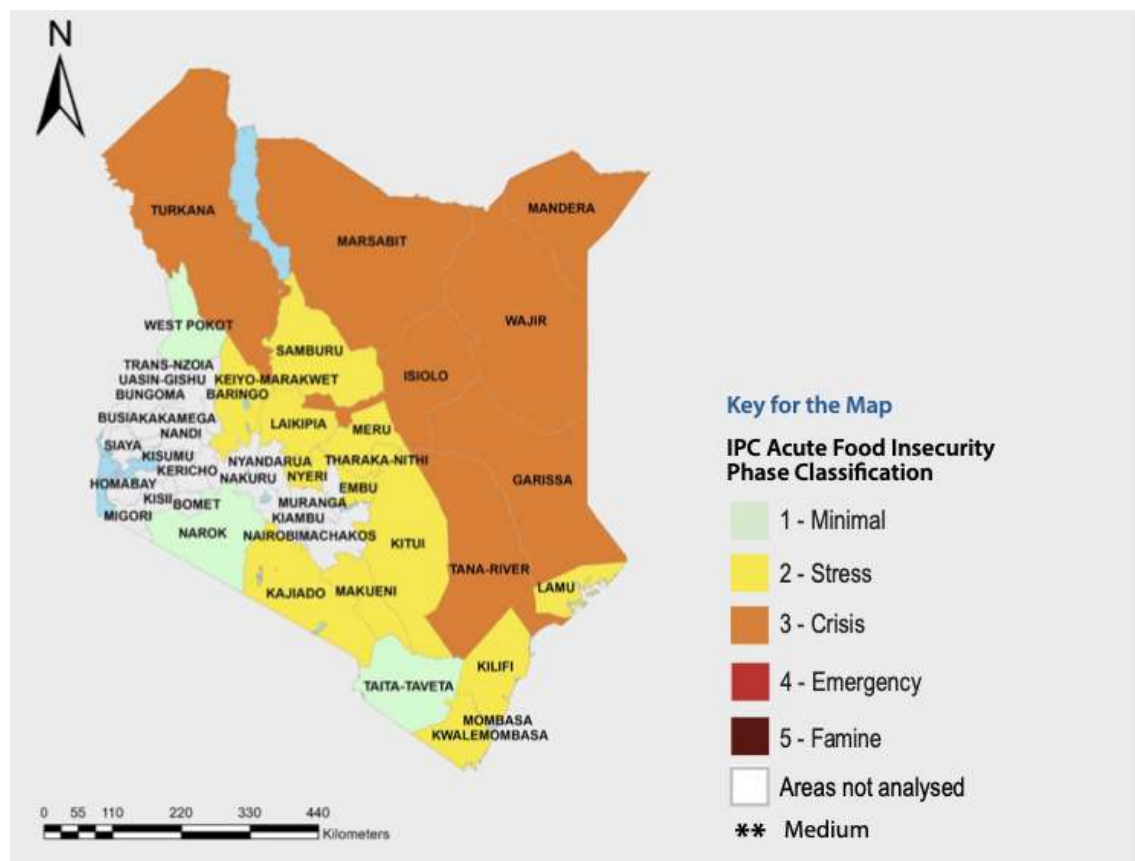 N
TURKANA
MANDERA
MARSABIT
WAJIR
WEST POKOT
SAMBURU
TRANS-NZOIA
UASIN-GISHU KEIYO-MARAKWET
ISIOLO
BUNGOMA BARINGO
BUSIAKAKAMEGA
LAIKIPIA
MERU
NANDI
SIAYA
KISUMU
NYANDARUA THARAKA-NITHI
KERICHO
NAKURU NYERI
GARISSA
HOMABAY
EMBU
KISII BOMET
MURANGA
MIGORI
KIAMBU
NAROK
NAIROBIMACHAKOS
KITUI
TANA-RIVER
LAMU
KAJIADO
MAKUENI
KILIFI
TAITA-TAVETA
MOMBASA
KWALEMOMBASA
Key for the Map
IPC Acute Food Insecurity
Phase Classification
1 - Minimal
2 - Stress
3 - Crisis
4 - Emergency
5 - Famine
Areas not analysed
** Medium
0 55 110 220 330 440
Kilometers